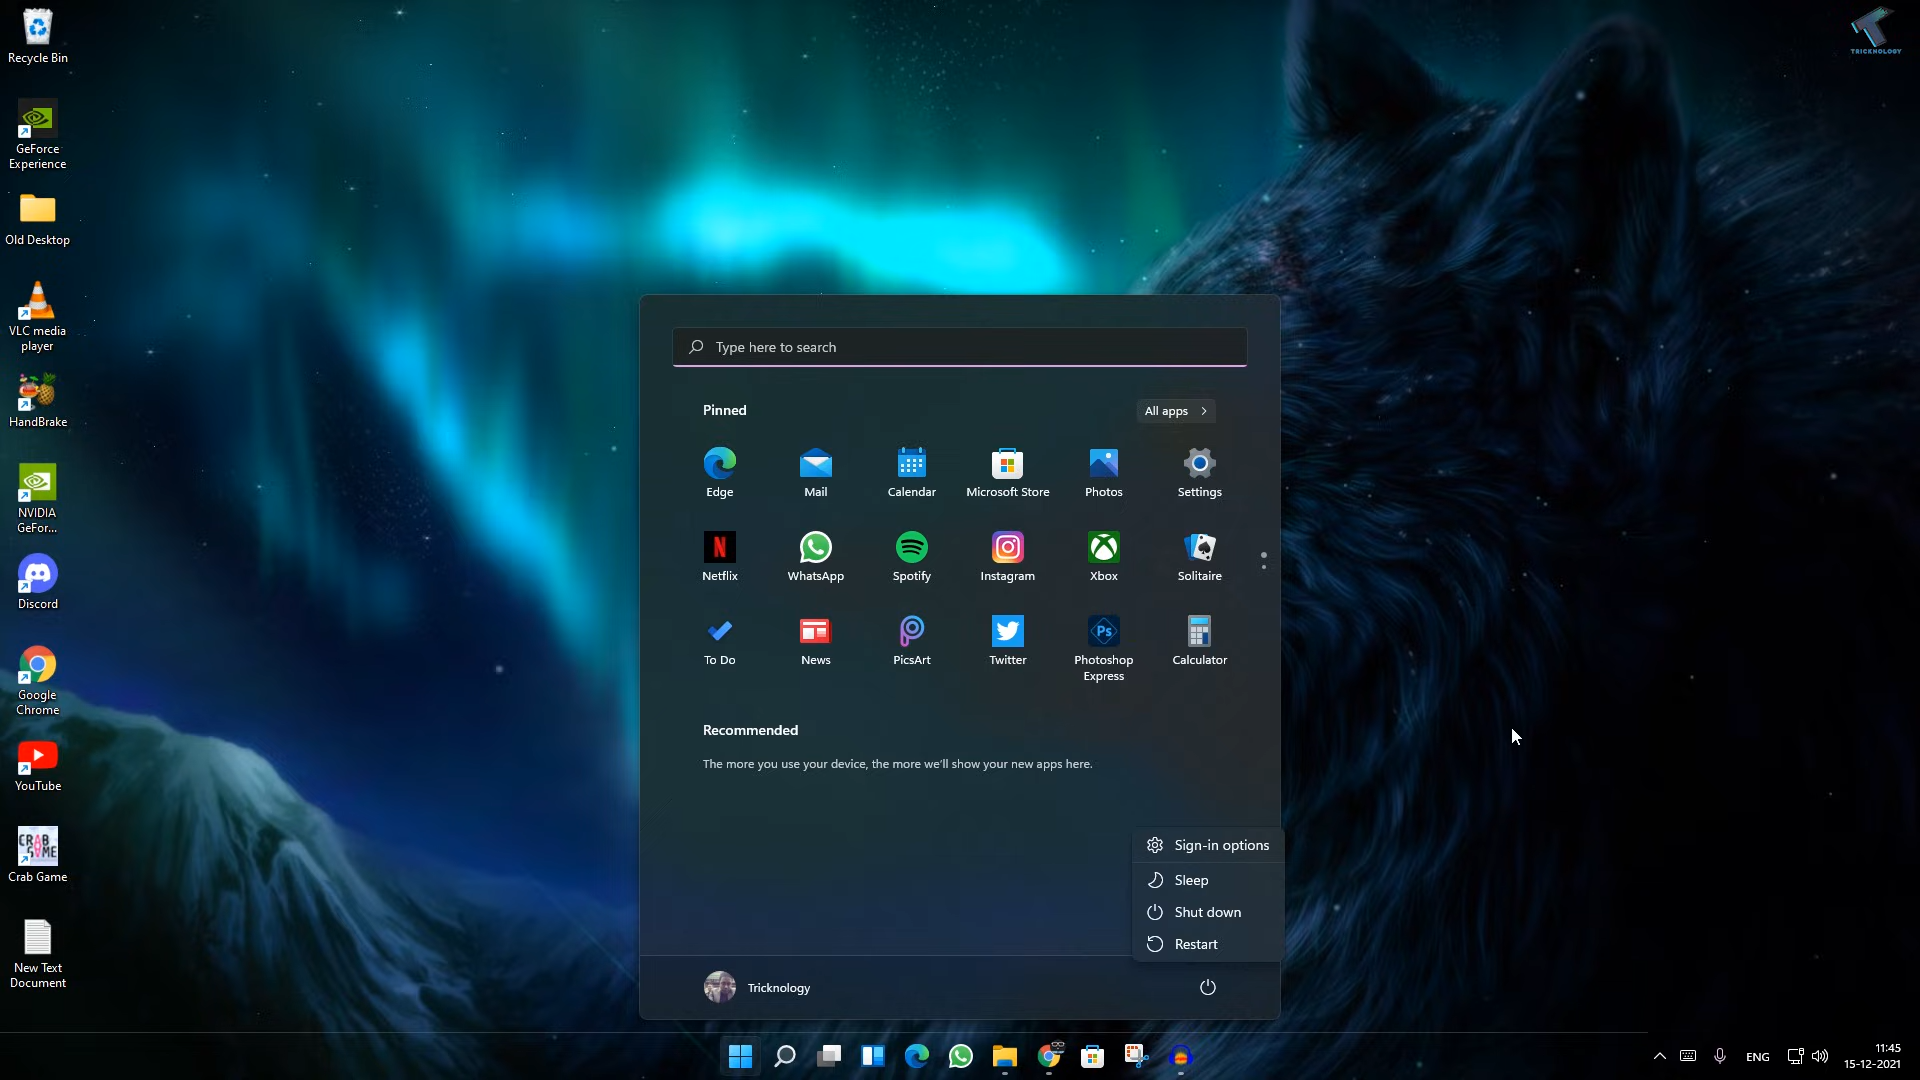 Recycle Bin
GeForce
Experience
Old Desktop
VLC media
player
HandBrake
NVIDIA
GeFor...
Discord
Google
Chrome
YouTube
CRAB
GAME
Crab Game
New Text
Document
TRICKNOLOGY
Type here to search
Pinned
All apps
Edge
Mail
Calendar
Microsoft Store
Photos
Settings
N
Netflix
WhatsApp
Spotify
Instagram
Xbox
Solitaire
To Do
News
PicsArt
Twitter
Ps
Photoshop
Express
Calculator
Recommended
The more you use your device, the more we'll show your new apps here.
Sign-in options
Sleep
Shut down
Restart
Tricknology
ENG
11:45
15-12-2021